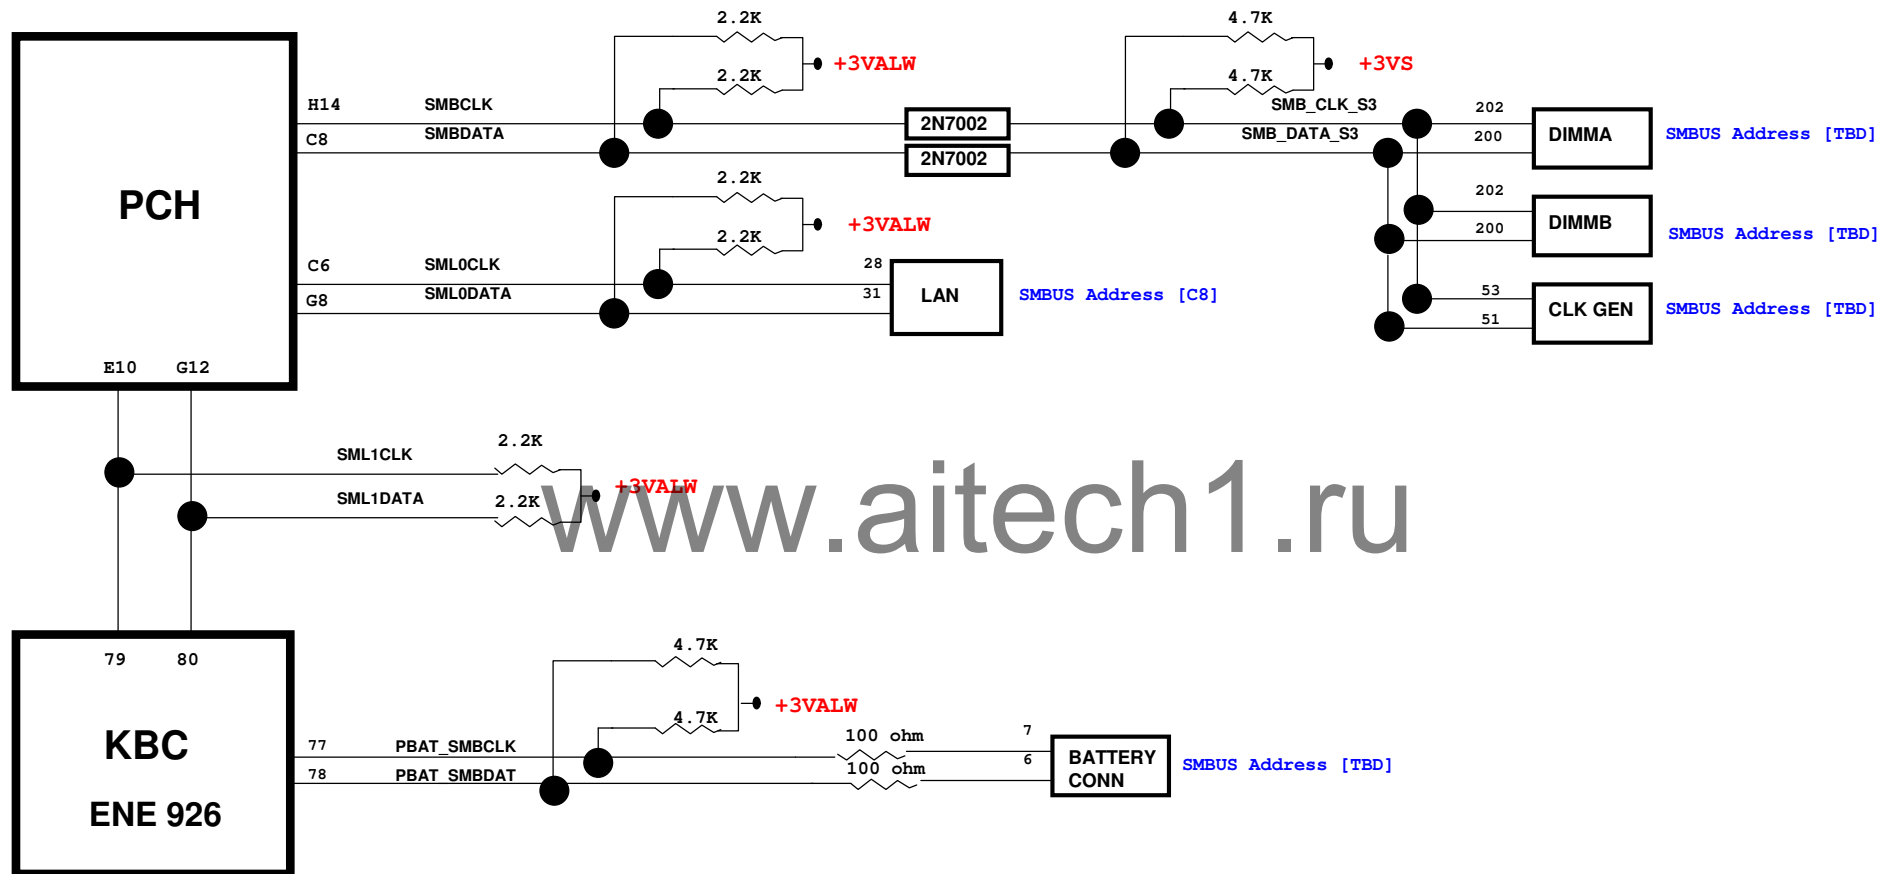 2.2K
4.7K
+3VALW
+3VS
2.2K
4.7K
H14
SMBCLK
SMB_CLK_S3
202
2N7002
DIMMA
SMBUS Address [TBD]
C8
SMBDATA
SMB_DATA_S3
200
2N7002
2.2K
202
PCH
+3VALW
DIMMB
200
SMBUS Address [TBD]
2.2K
C6
SML0CLK
28
53
G8
SML0DATA
31
LAN
SMBUS Address [C8]
CLK GEN
SMBUS Address [TBD]
51
E10
G12
2.2K
SML1CLK
+3VALW
SML1DATA
2.2K
www.aitech1.ru
79
80
4.7K
+3VALW
4.7K
KBC
77
PBAT_SMBCLK
100 ohm
7
BATTERY
CONN
SMBUS Address [TBD]
78
PBAT_SMBDAT
100 ohm
6
ENE 926